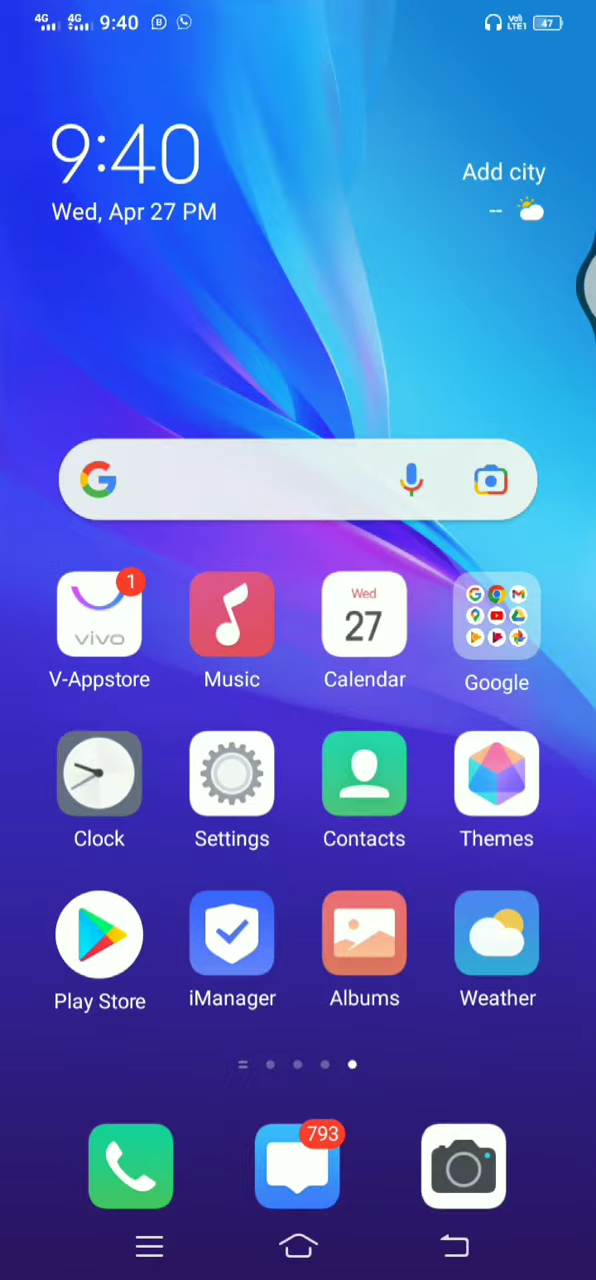 4G 4G 9:40 B VoB LTE1 47
9:40
Wed, Apr 27 PM
Add city
--
G
vivo
1
Wed
27
V-Appstore
Music
Calendar
Google
Clock
Settings
Contacts
Themes
Play Store
iManager
Albums
Weather
793